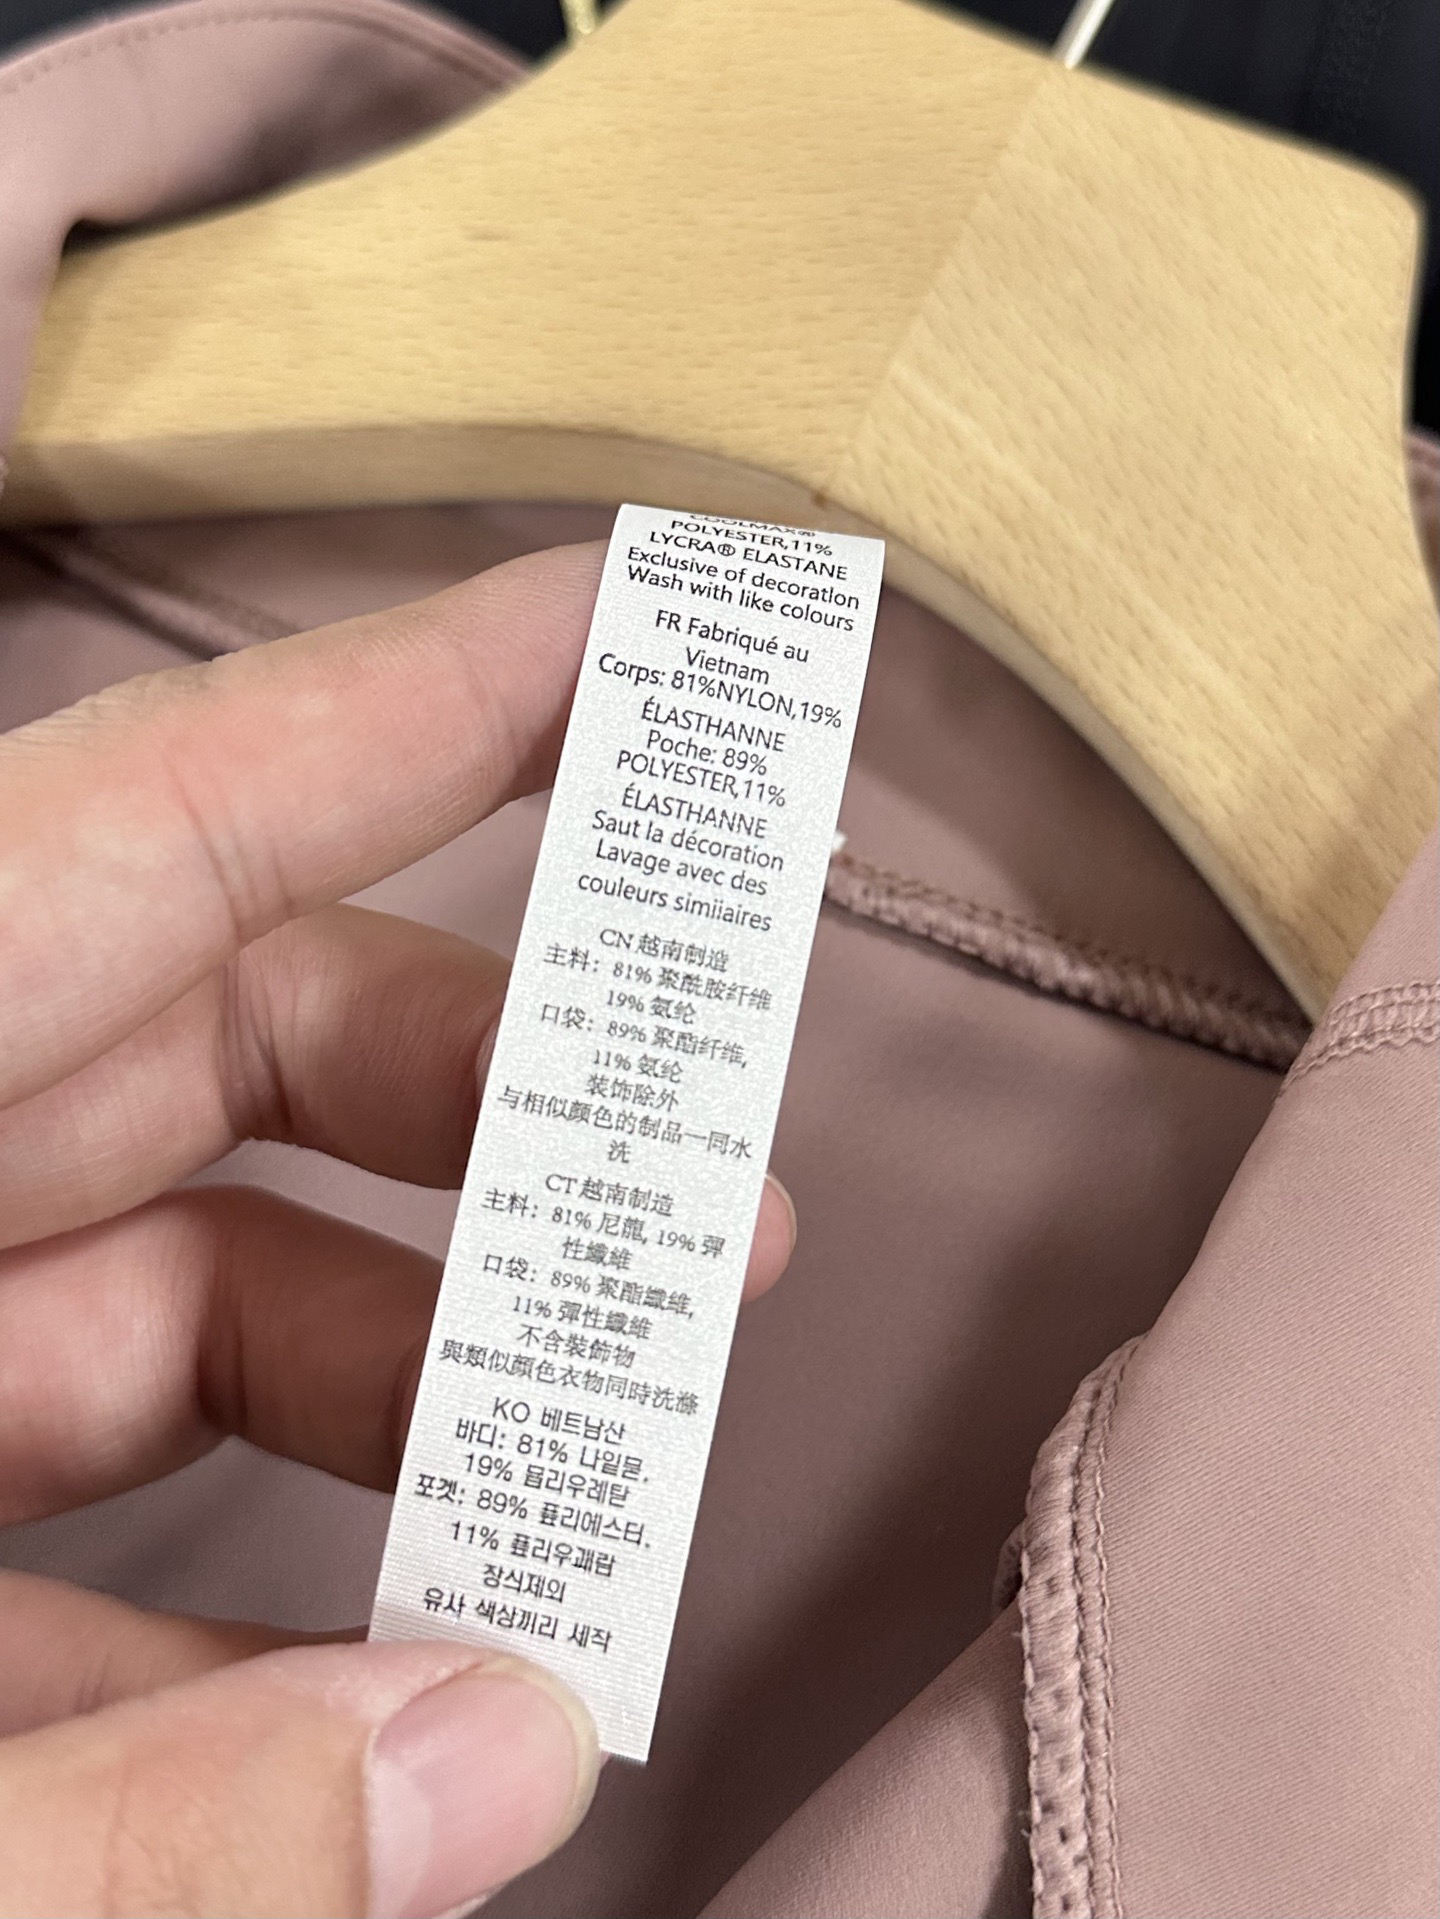 COOLMAX®
POLYESTER,11%
LYCRA® ELASTANE
Exclusive of decoration
Wash with like colours
FR Fabriqué au
Vietnam
Corps: 81%NYLON,19%
ÉLASTHANNE
Poche: 89%
POLYESTER,11%
ÉLASTHANNE
Saut la décoration
Lavage avec des
couleurs simiiaires
CN 越南制造
主料：81% 聚酰胺纤维
19% 氨纶
口袋：89% 聚酯纤维,
11% 氨纶
装饰除外
与相似颜色的制品一同水
洗
CT 越南制造
主料：81% 尼龍, 19% 彈
性纖維
口袋：89% 聚酯纖維,
11% 彈性纖維
不含裝飾物
與類似顏色衣物同時洗滌
KO 베트남산
바디: 81% 나일론.
19% 폴리우레탄
포켓: 89% 폴리에스터.
11%
장식제외
유사 색상끼리 세작